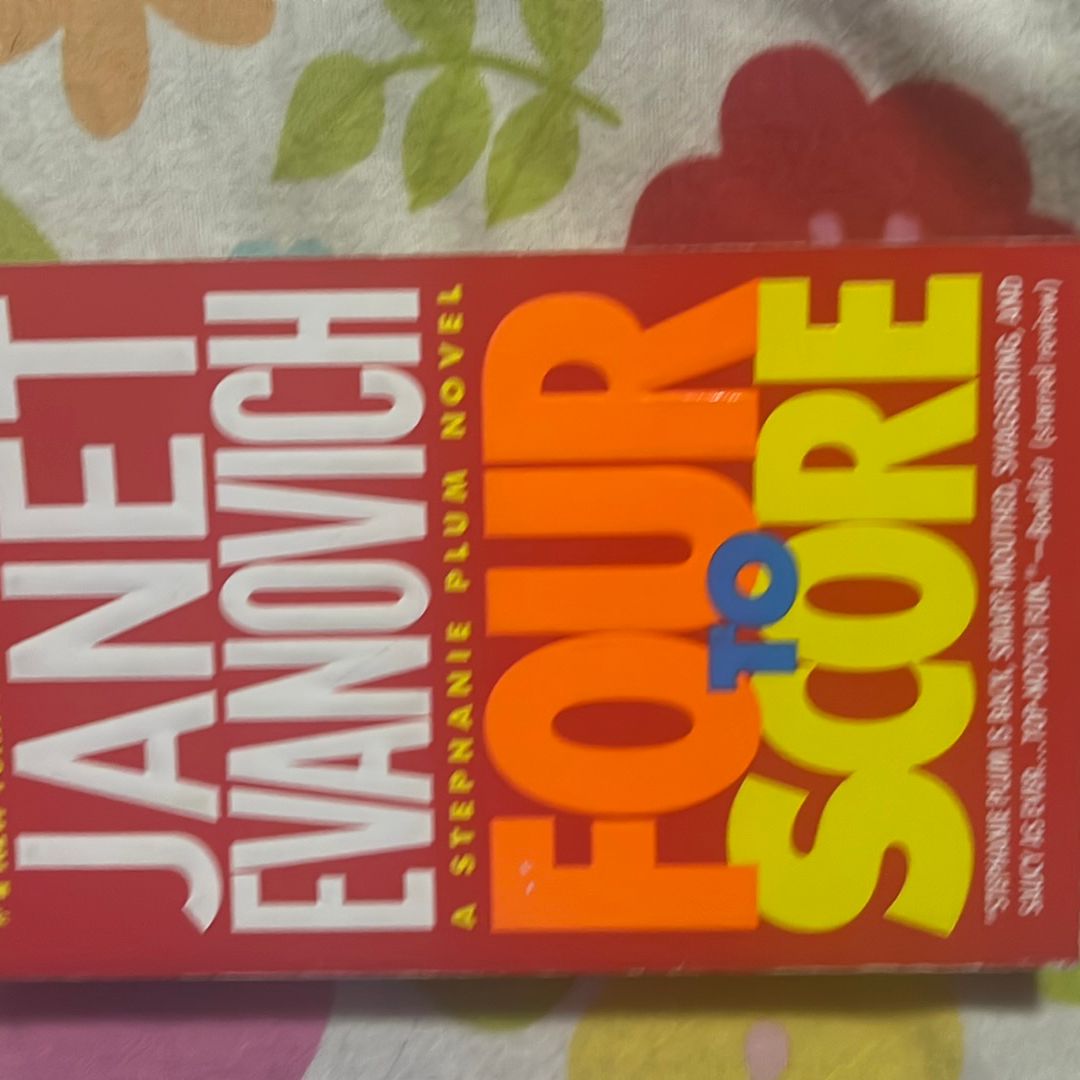 JANET
EVANOVICH
A STEPHANIE PLUM NOVEL
FOUR
TO
SCORE
"STEPHANIE PLUM IS BACK, SMART-MOUTHED, SWAGGERING, AND
SAUCY AS EVER....TOP-NOTCH FUN."—Booklist (starred review)